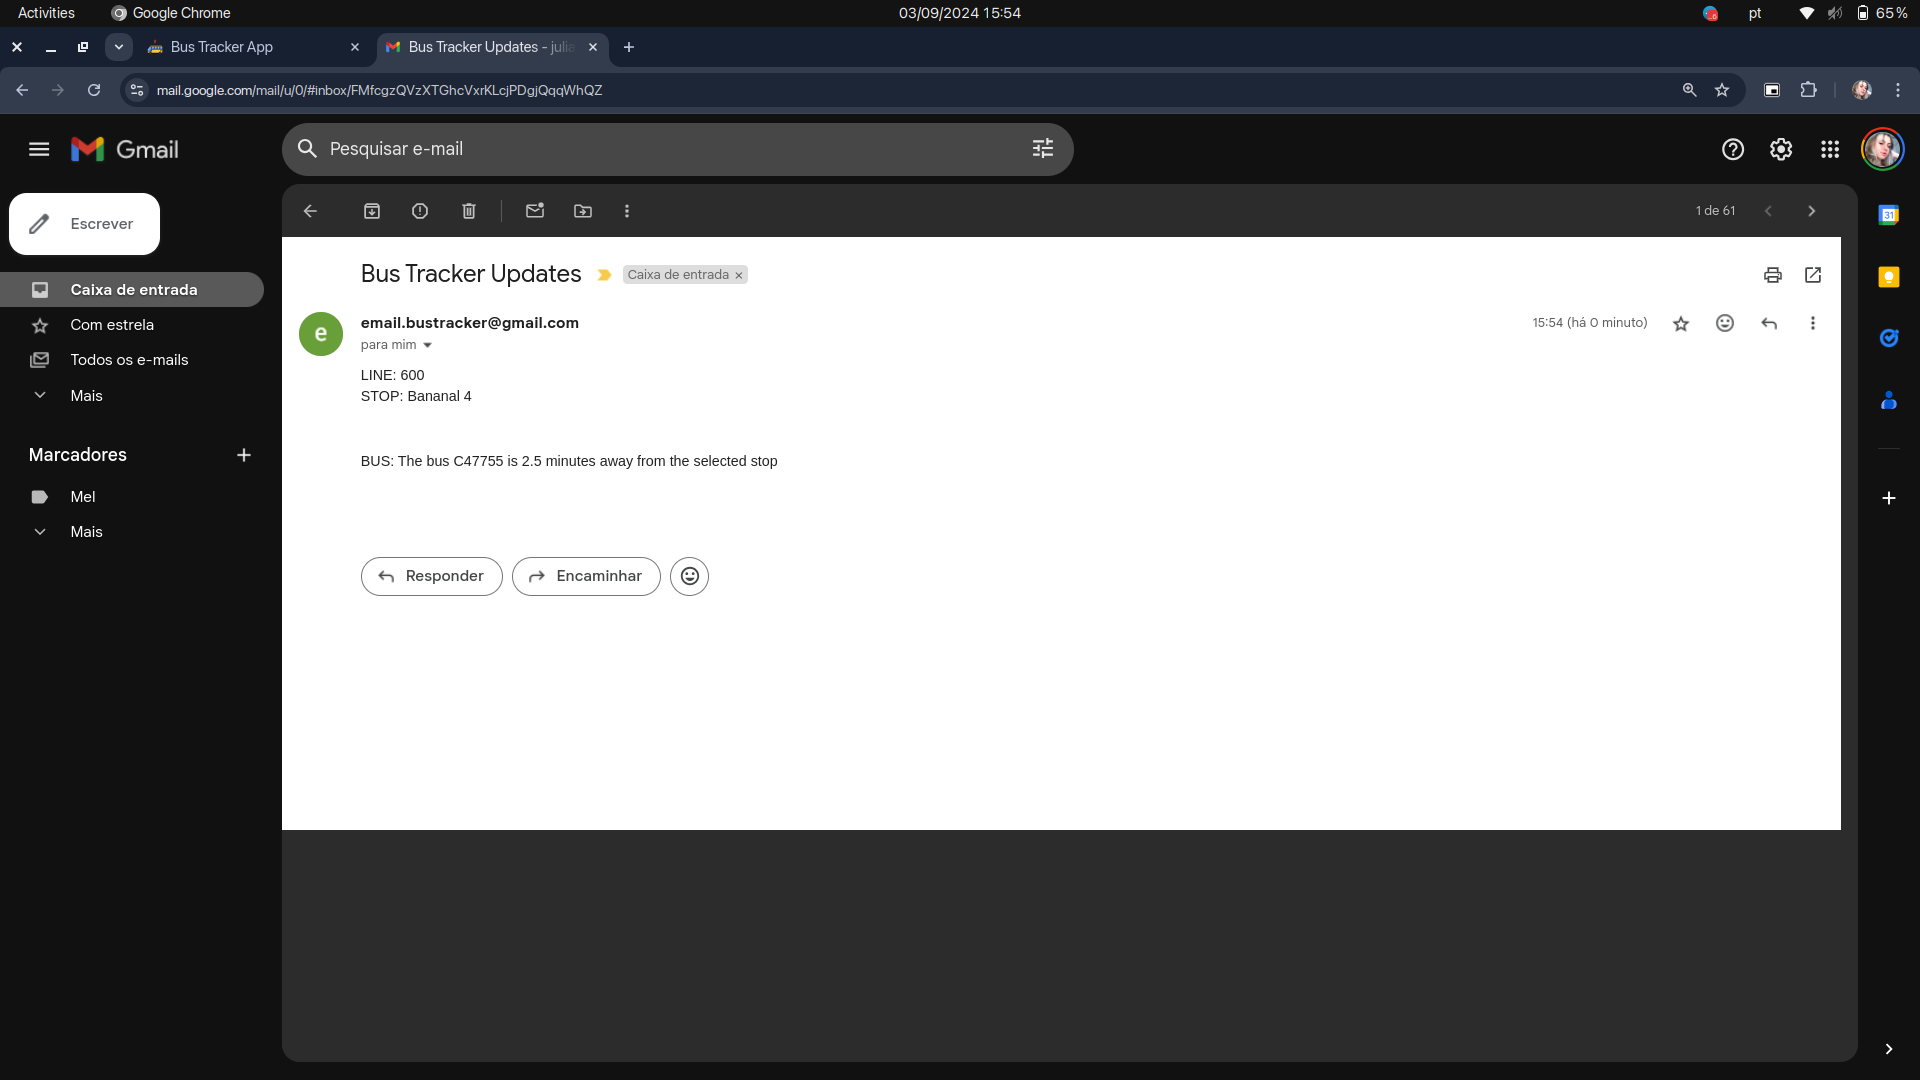 Activities
Google Chrome
03/09/2024 15:54
pt
65%
Bus Tracker App
Bus Tracker Updates - julia
mail.google.com/mail/u/0/#inbox/FMfcgzQVzXTGhcVxrKLcjPDgjQqqWhQZ
Gmail
Pesquisar e-mail
Escrever
1 de 61
Caixa de entrada
Com estrela
Todos os e-mails
Mais
Marcadores
Mel
Mais
Bus Tracker Updates
Caixa de entrada
e
email.bustracker@gmail.com
15:54 (há 0 minuto)
para mim
LINE: 600
STOP: Bananal 4
BUS: The bus C47755 is 2.5 minutes away from the selected stop
Responder
Encaminhar
31